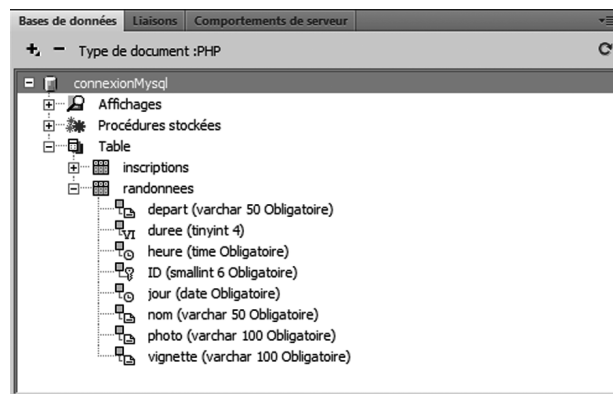 Bases de données Liaisons Comportements de serveur
Type de document :PHP
connexionMysql
Affichages
Procédures stockées
Table
inscriptions
randonnees
depart (varchar 50 Obligatoire)
duree (tinyint 4)
heure (time Obligatoire)
ID (smallint 6 Obligatoire)
jour (date Obligatoire)
nom (varchar 50 Obligatoire)
photo (varchar 100 Obligatoire)
vignette (varchar 100 Obligatoire)